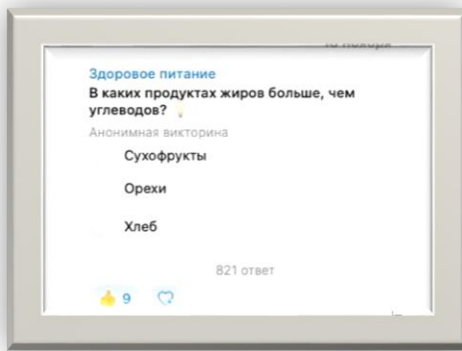 Здоровое питание
В каких продуктах жиров больше, чем
углеводов?
Анонимная викторина
Сухофрукты
Орехи
Хлеб
821 ответ
9